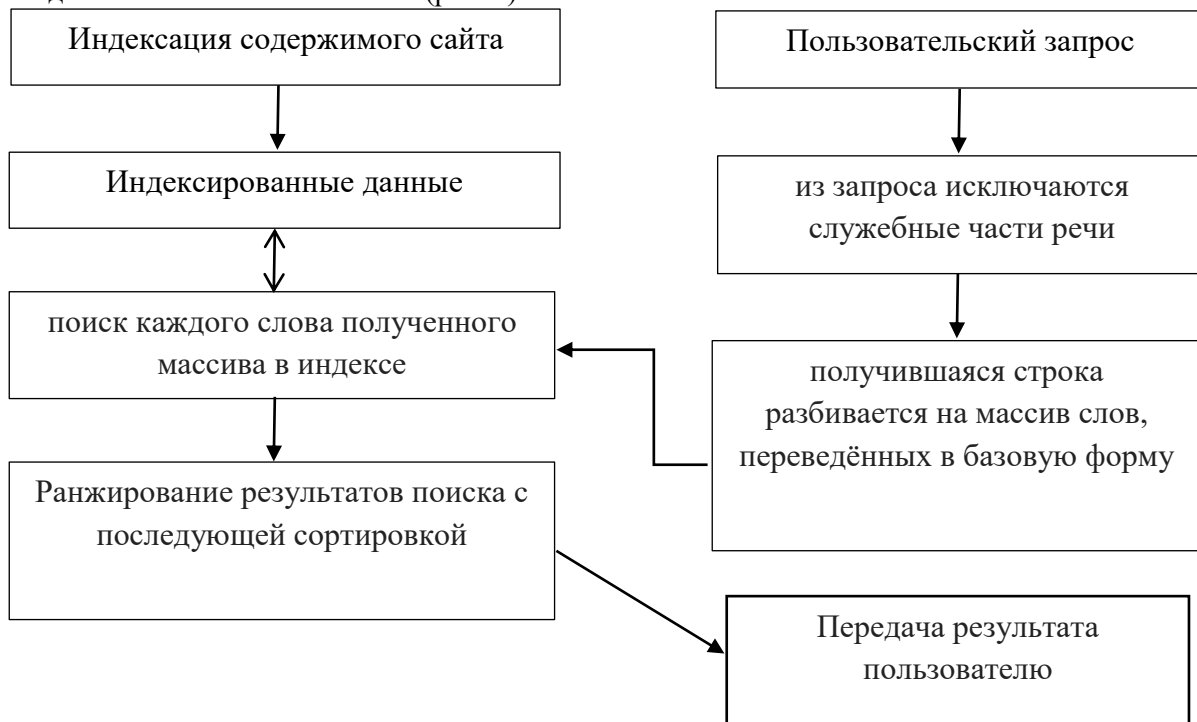 Индексация содержимого сайта
Индексированные данные
поиск каждого слова полученного
массива в индексе
Ранжирование результатов поиска с
последующей сортировкой
Пользовательский запрос
из запроса исключаются
служебные части речи
получившаяся строка
разбивается на массив слов,
переведённых в базовую форму
Передача результата
пользователю